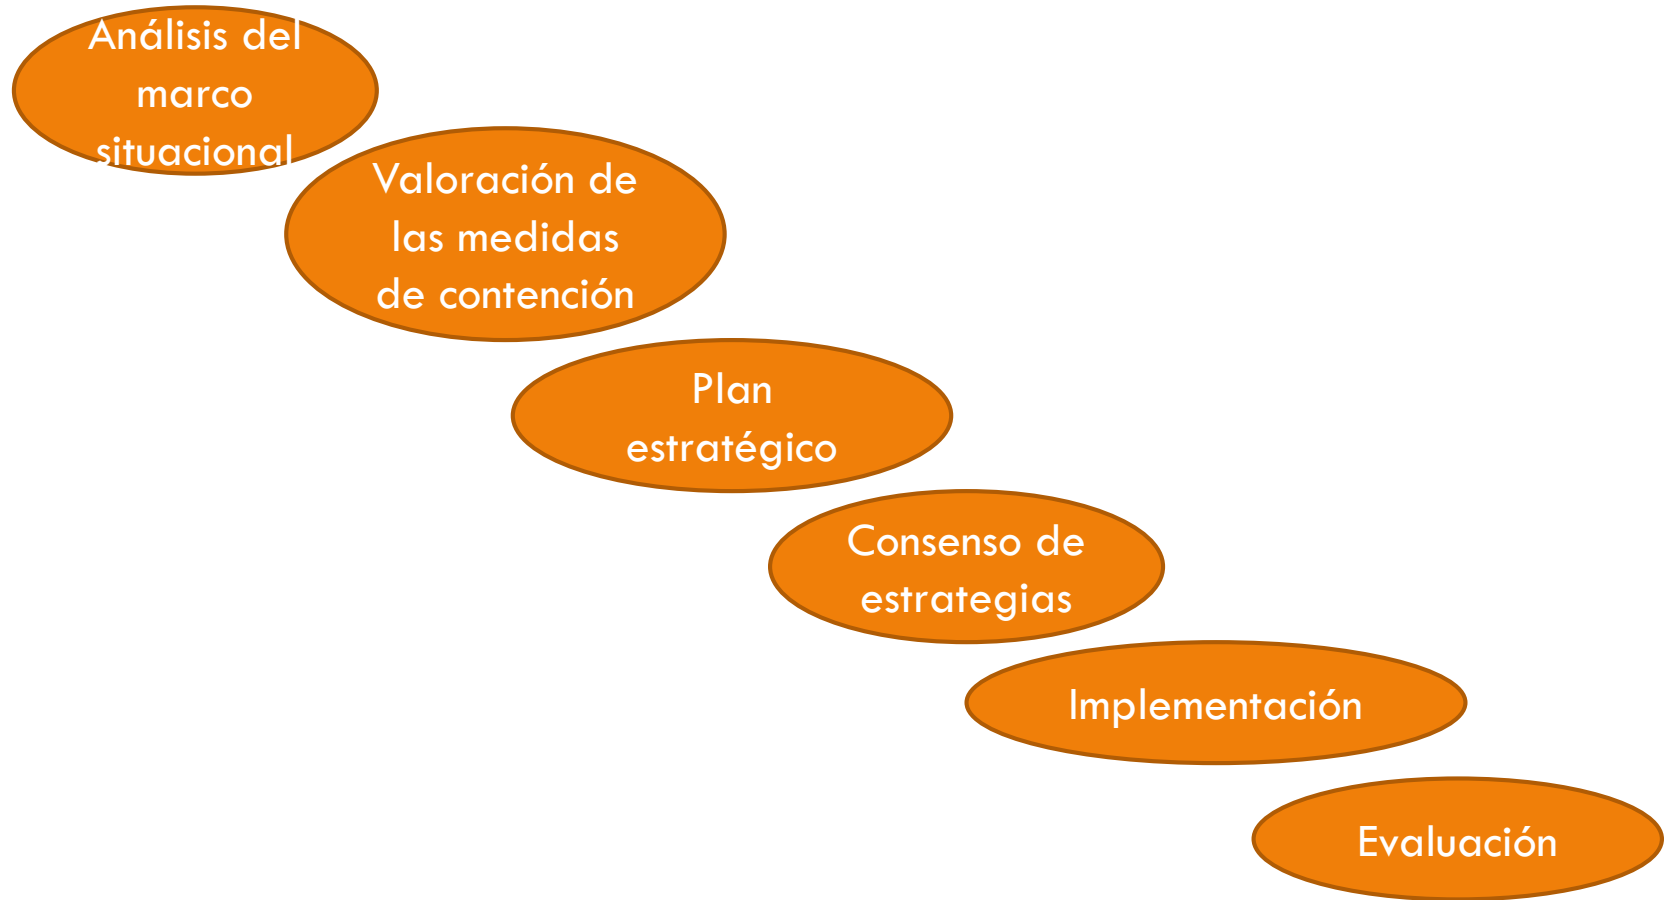 Análisis del
marco
situacional
Valoración de
las medidas
de contención
Plan
estratégico
Consenso de
estrategias
Implementación
Evaluación